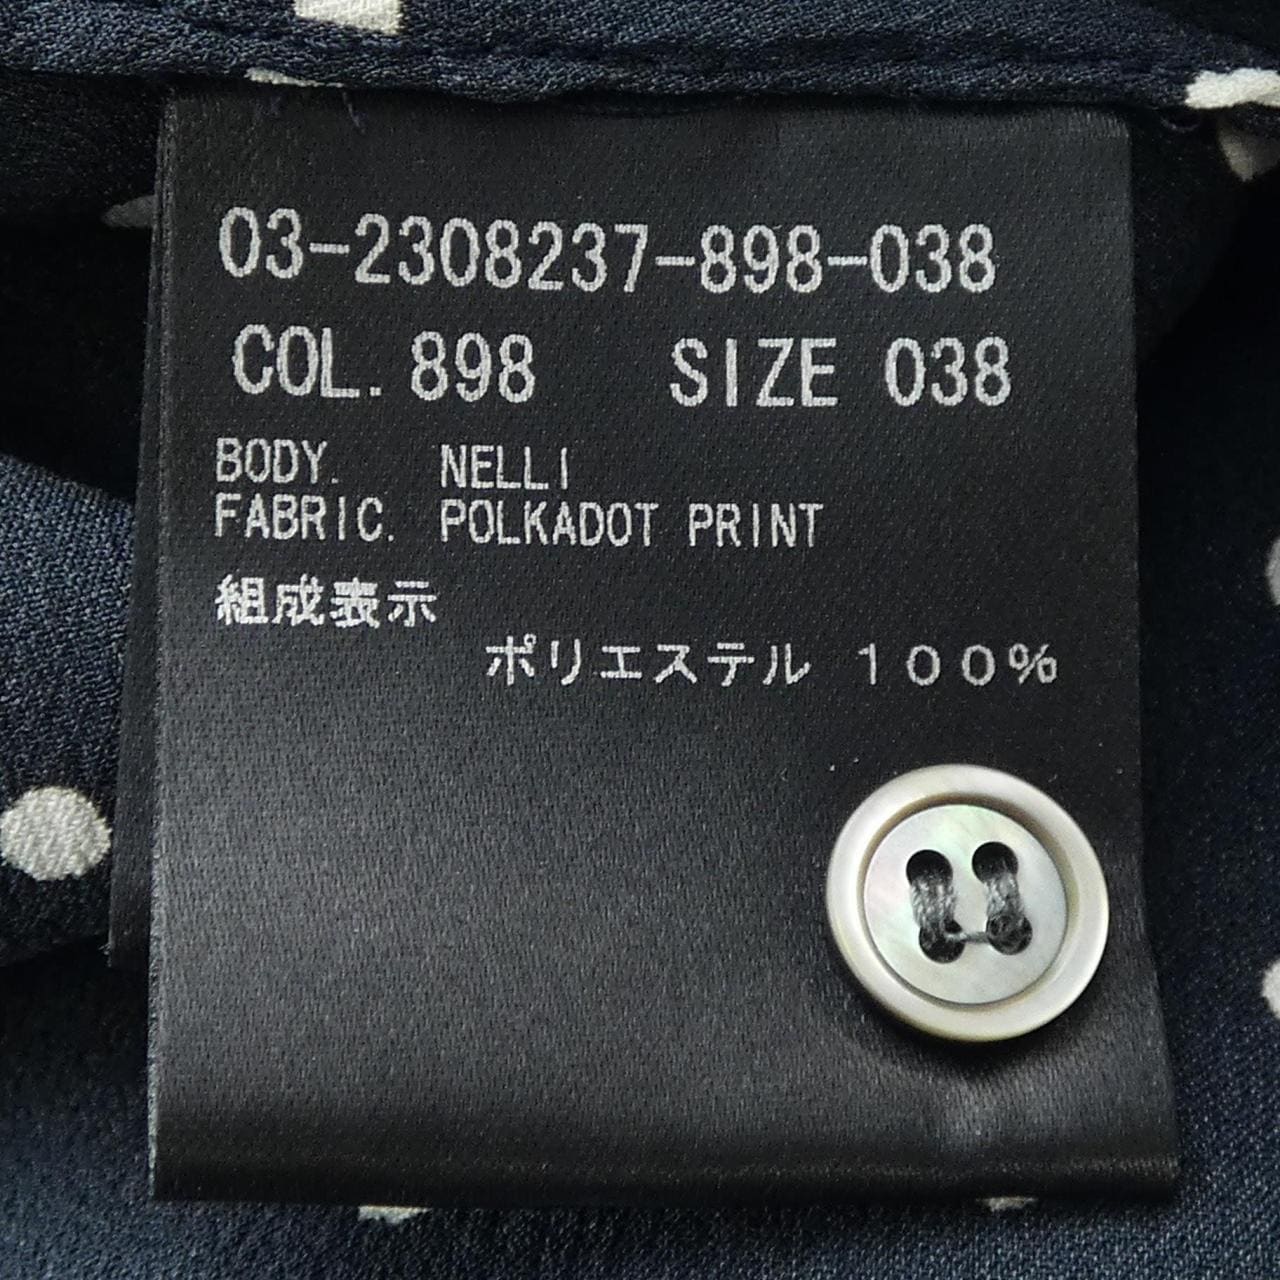 03-2308237-898-038
COL. 898 SIZE 038
BODY. NELLI
FABRIC. POLKADOT PRINT
組成表示
ポリエステル 100%